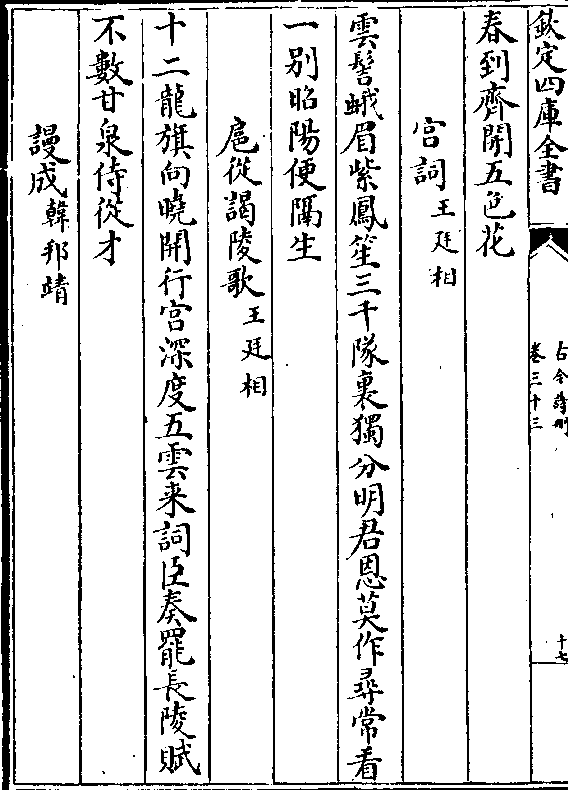 欽定四庫全書
古今詩刪
卷三十三
十七
春到齊開五色花
宫詞王廷相
雲髻蛾眉紫鳳笙三千隊裏獨分明君恩莫作尋常看
一别昭陽便隔生
扈從謁陵歌王廷相
十二龍旗向曉開行宫深度五雲来詞臣奏罷長陵賦
不數甘泉侍從才
謾成韓邦靖